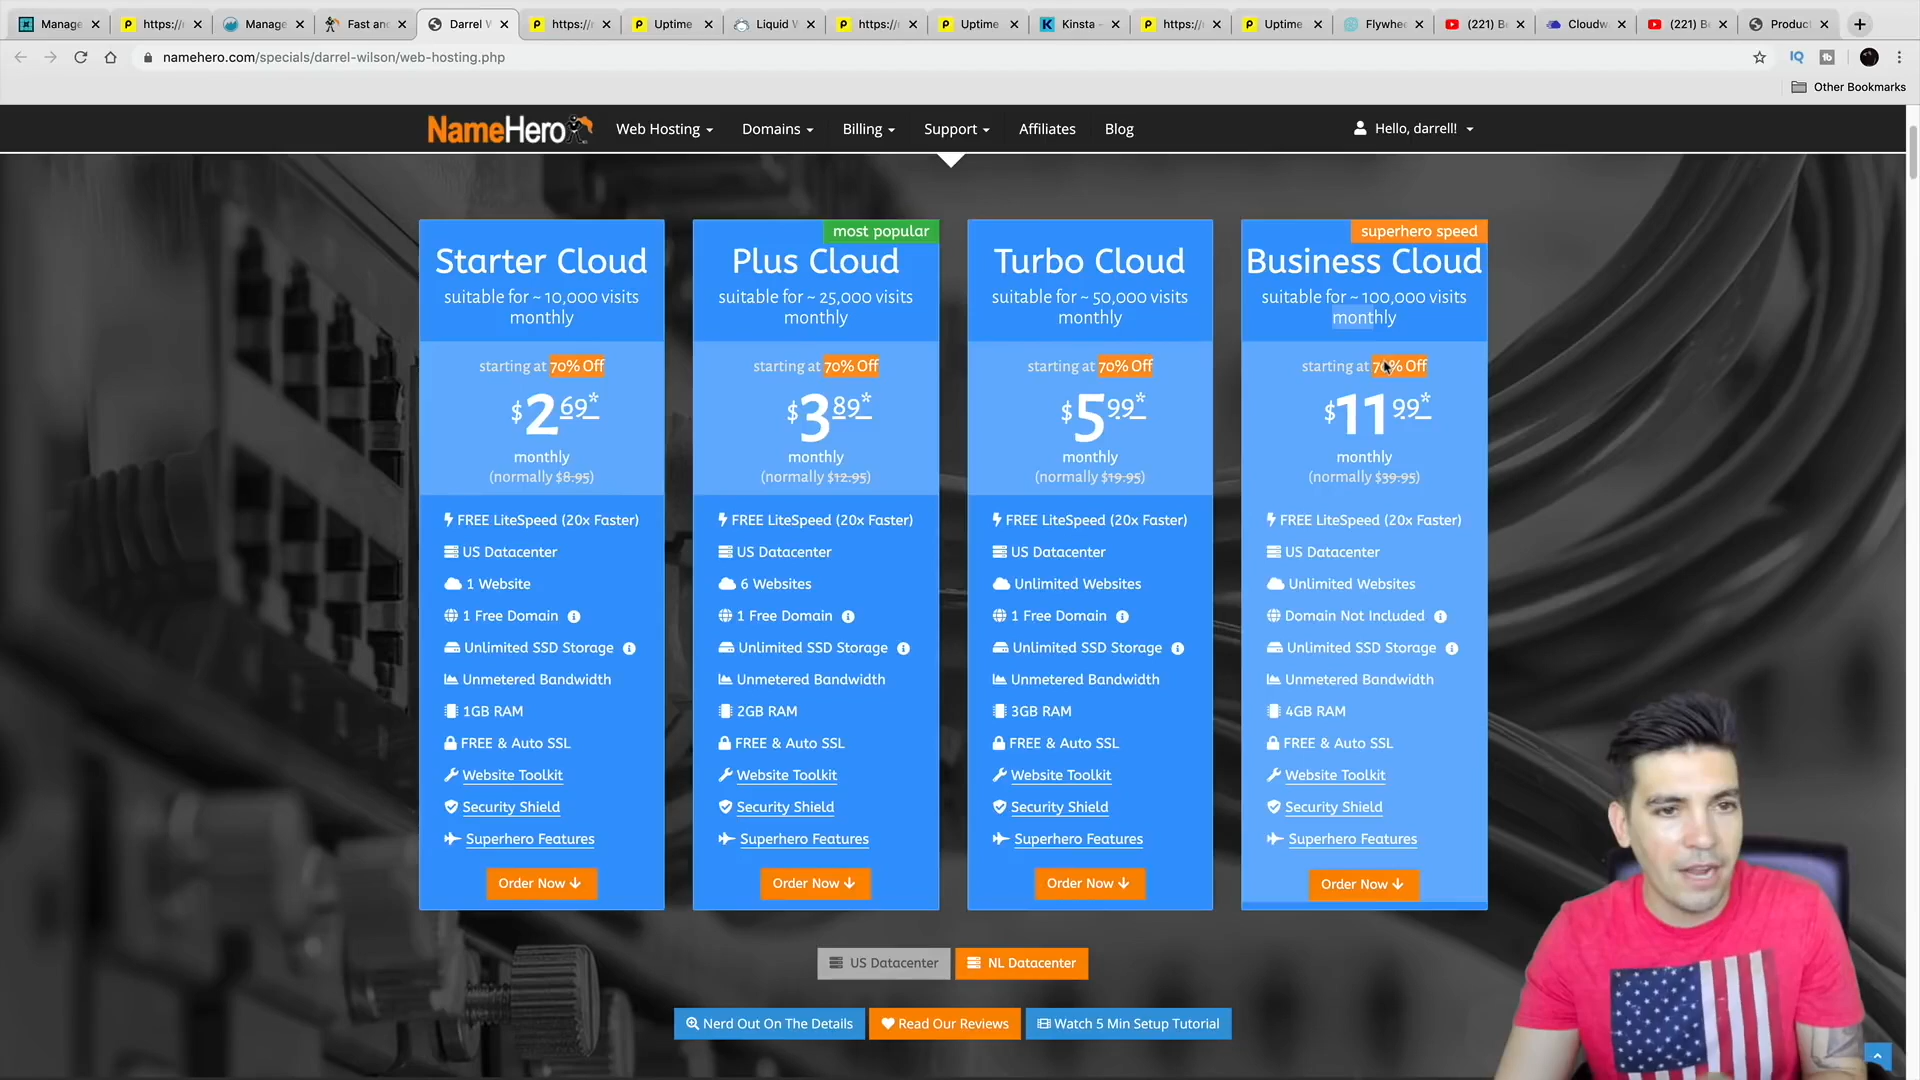 Manage
https://
Manage
Fast an
Darrel W
https://
Uptime
Liquid W
https://
Uptime
Kinsta -
https://
Uptime
Flywhee
(221) B
Cloudw
(221) B
Product
namehero.com/specials/darrel-wilson/web-hosting.php
IQ
Other Bookmarks
NameHero
Web Hosting
Domains
Billing
Support
Affiliates
Blog
Hello, darrell!
Starter Cloud
suitable for ~ 10,000 visits
monthly
starting at 70% Off
$2.69*
monthly
(normally $8.95)
FREE LiteSpeed (20x Faster)
US Datacenter
1 Website
1 Free Domain
Unlimited SSD Storage
Unmetered Bandwidth
1GB RAM
FREE & Auto SSL
Website Toolkit
Security Shield
Superhero Features
Order Now
most popular
Plus Cloud
suitable for ~ 25,000 visits
monthly
starting at 70% Off
$3.89*
monthly
(normally $12.95)
FREE LiteSpeed (20x Faster)
US Datacenter
6 Websites
1 Free Domain
Unlimited SSD Storage
Unmetered Bandwidth
2GB RAM
FREE & Auto SSL
Website Toolkit
Security Shield
Superhero Features
Order Now
Turbo Cloud
suitable for ~ 50,000 visits
monthly
starting at 70% Off
$5.99*
monthly
(normally $19.95)
FREE LiteSpeed (20x Faster)
US Datacenter
Unlimited Websites
1 Free Domain
Unlimited SSD Storage
Unmetered Bandwidth
3GB RAM
FREE & Auto SSL
Website Toolkit
Security Shield
Superhero Features
Order Now
superhero speed
Business Cloud
suitable for ~ 100,000 visits
monthly
starting at 70% Off
$11.99*
monthly
(normally $39.95)
FREE LiteSpeed (20x Faster)
US Datacenter
Unlimited Websites
Domain Not Included
Unlimited SSD Storage
Unmetered Bandwidth
4GB RAM
FREE & Auto SSL
Website Toolkit
Security Shield
Superhero Features
Order Now
US Datacenter
NL Datacenter
Nerd Out On The Details
Read Our Reviews
Watch 5 Min Setup Tutorial